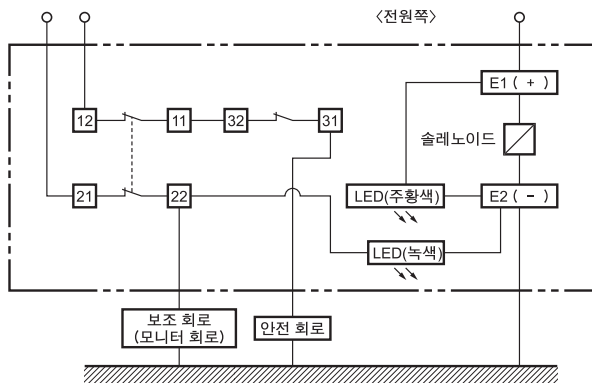 〈전원쪽〉
E1 ( + )
12
11
32
31
솔레노이드
21
22
LED(주황색)
E2 ( - )
LED(녹색)
보조 회로
(모니터 회로)
안전 회로